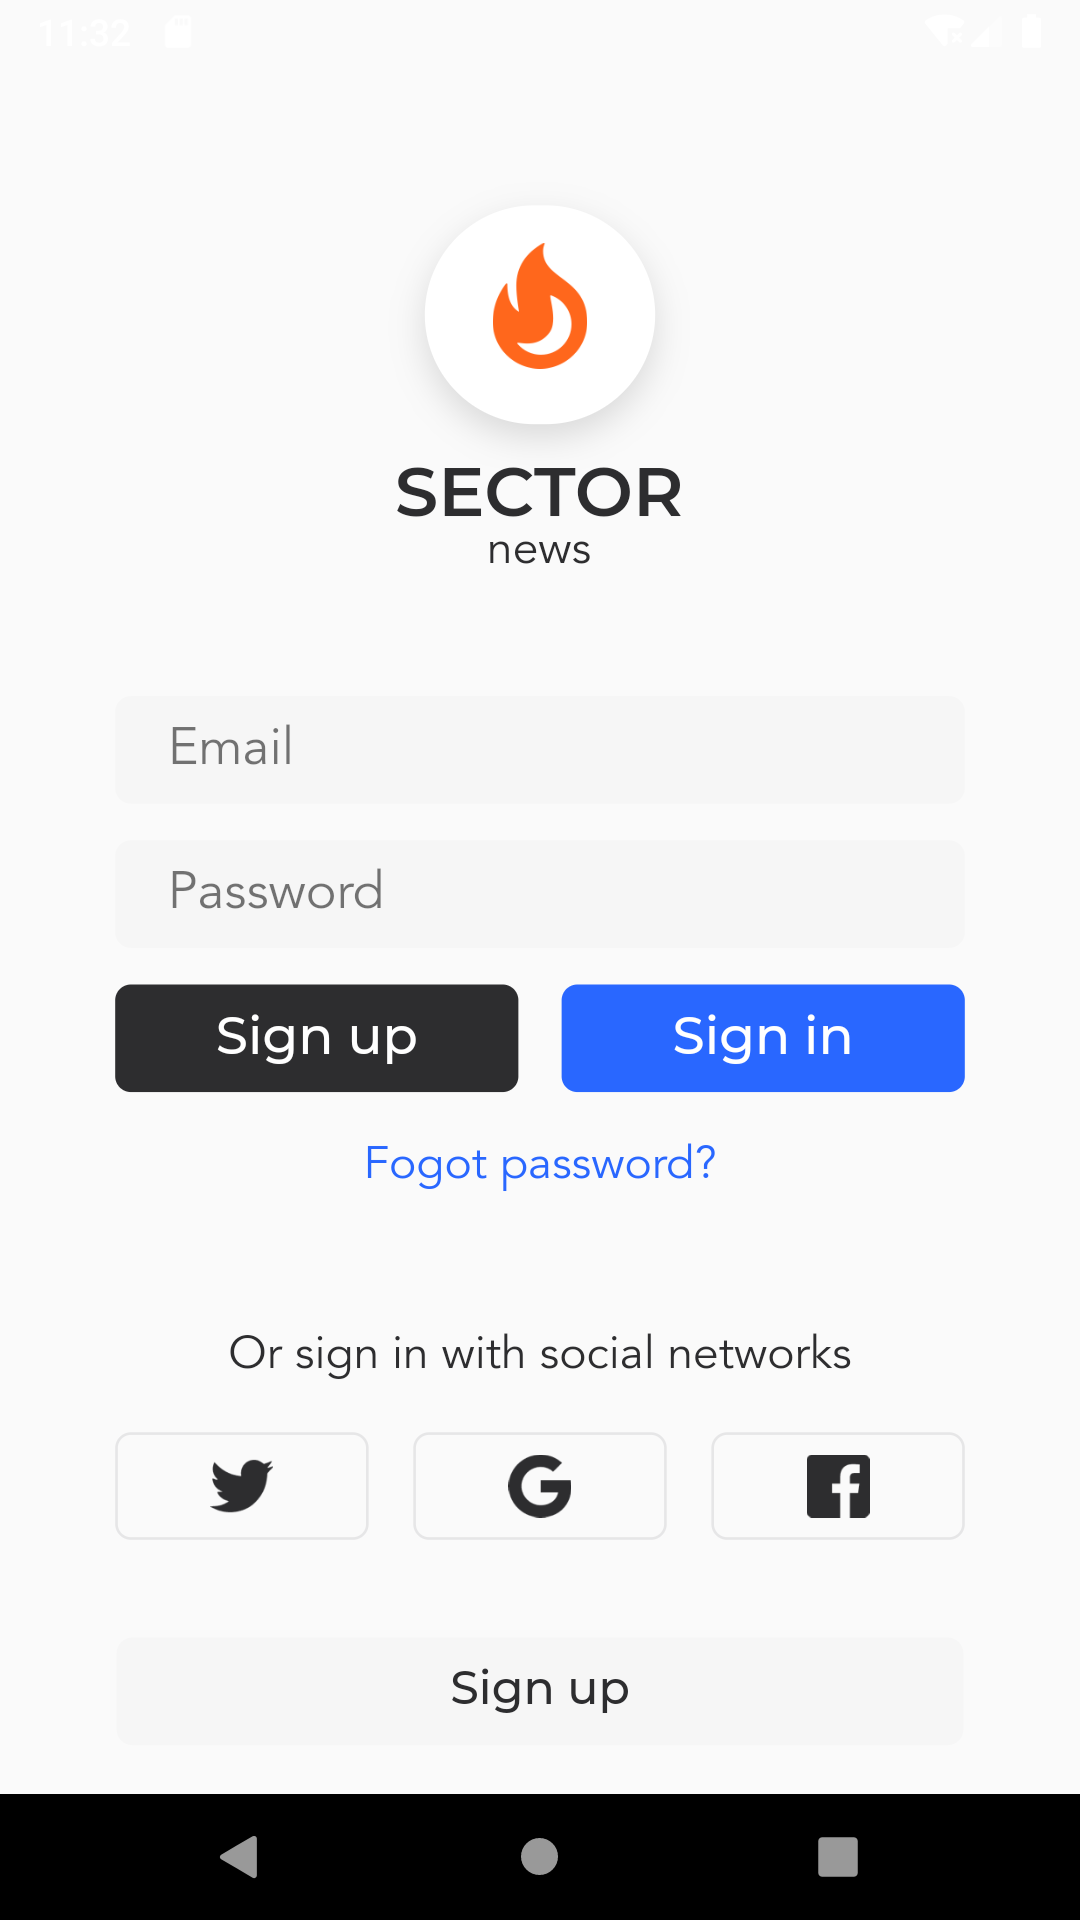 11:32
SECTOR
news
Email
Password
Sign up
Sign in
Fogot password?
Or sign in with social networks
Sign up